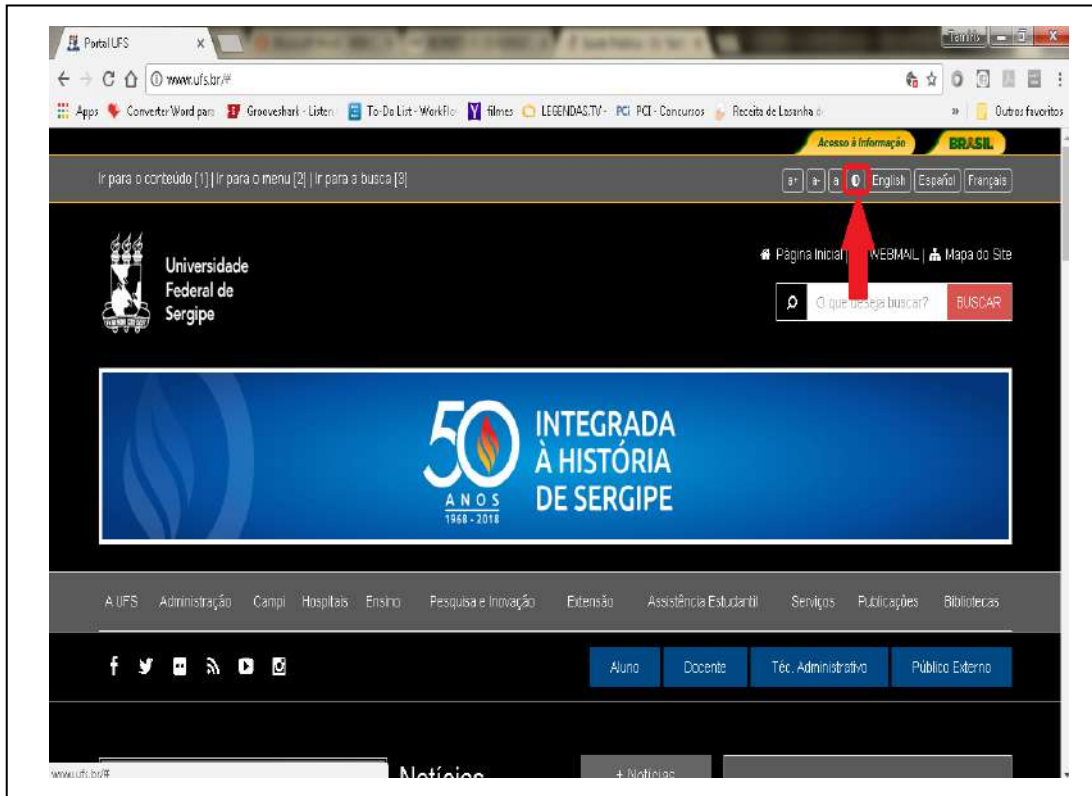 Portal UFS
www.ufs.br/#
Apps Converter Word para Grooveshark - Listen To-Do List - WorkFlo filmes LEGENDAS.TV - PCI PCI - Concursos Receita de Lasanha d » Outros favoritos
Acesso à Informação BRASIL
Ir para o conteúdo [1] | Ir para o menu [2] | Ir para a busca [3]
a+ a- a English Español Français
Universidade
Federal de
Sergipe
Página Inicial | WEBMAIL | Mapa do Site
O que deseja buscar? BUSCAR
50
ANOS
1968 - 2018
INTEGRADA
À HISTÓRIA
DE SERGIPE
A UFS Administração Campi Hospitais Ensino Pesquisa e Inovação Extensão Assistência Estudantil Serviços Publicações Bibliotecas
Aluno Docente Téc. Administrativo Público Externo
Notícias + Notícias
www.ufs.br/#